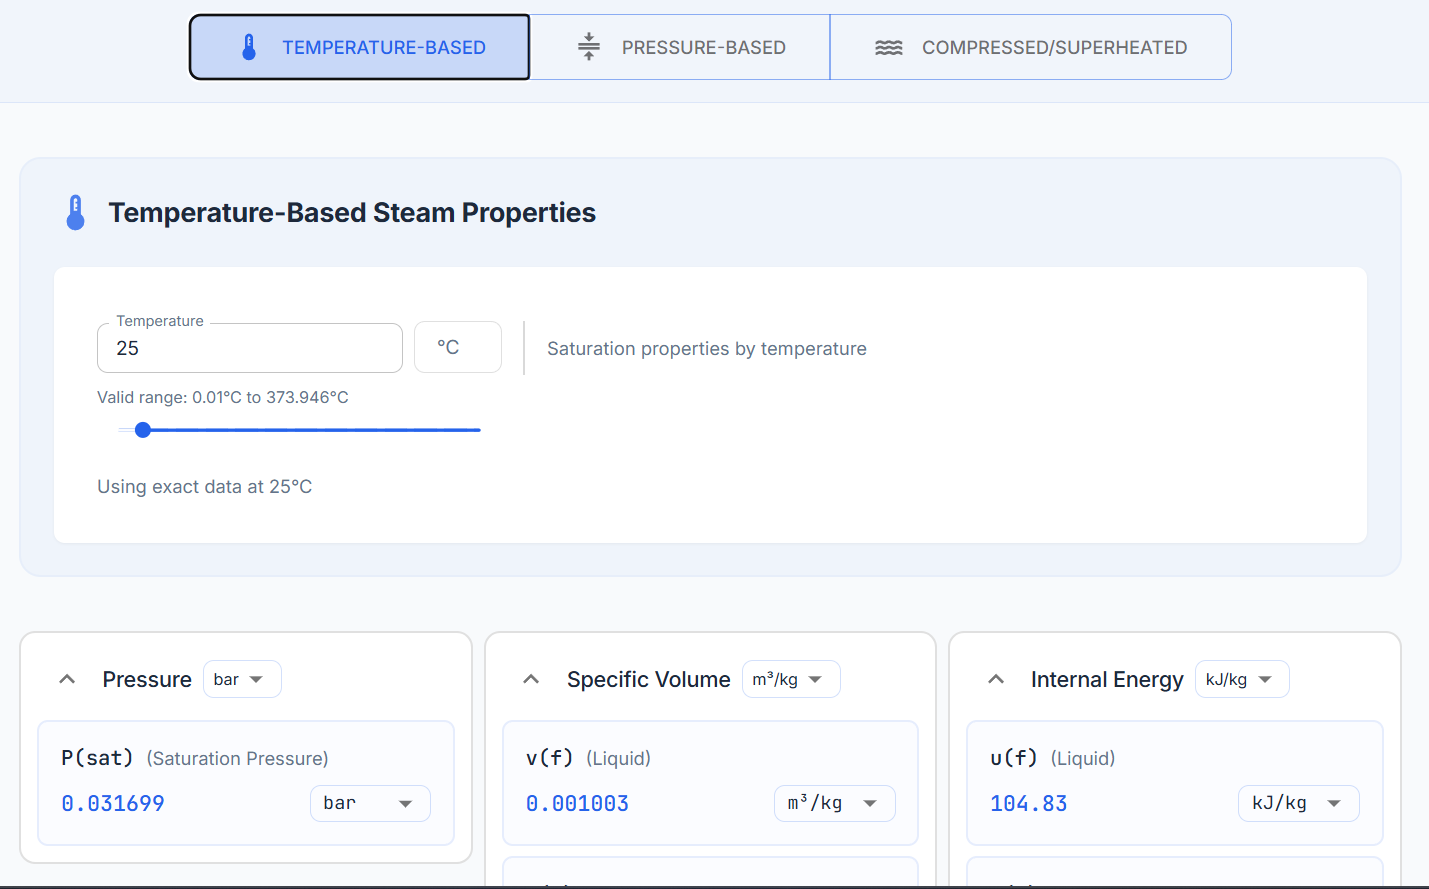 TEMPERATURE-BASED
PRESSURE-BASED
COMPRESSED/SUPERHEATED
Temperature-Based Steam Properties
Temperature
25
°C
Saturation properties by temperature
Valid range: 0.01°C to 373.946°C
Using exact data at 25°C
Pressure
bar
P(sat) (Saturation Pressure)
0.031699
bar
Specific Volume
m³/kg
v(f) (Liquid)
0.001003
m³/kg
Internal Energy
kJ/kg
u(f) (Liquid)
104.83
kJ/kg